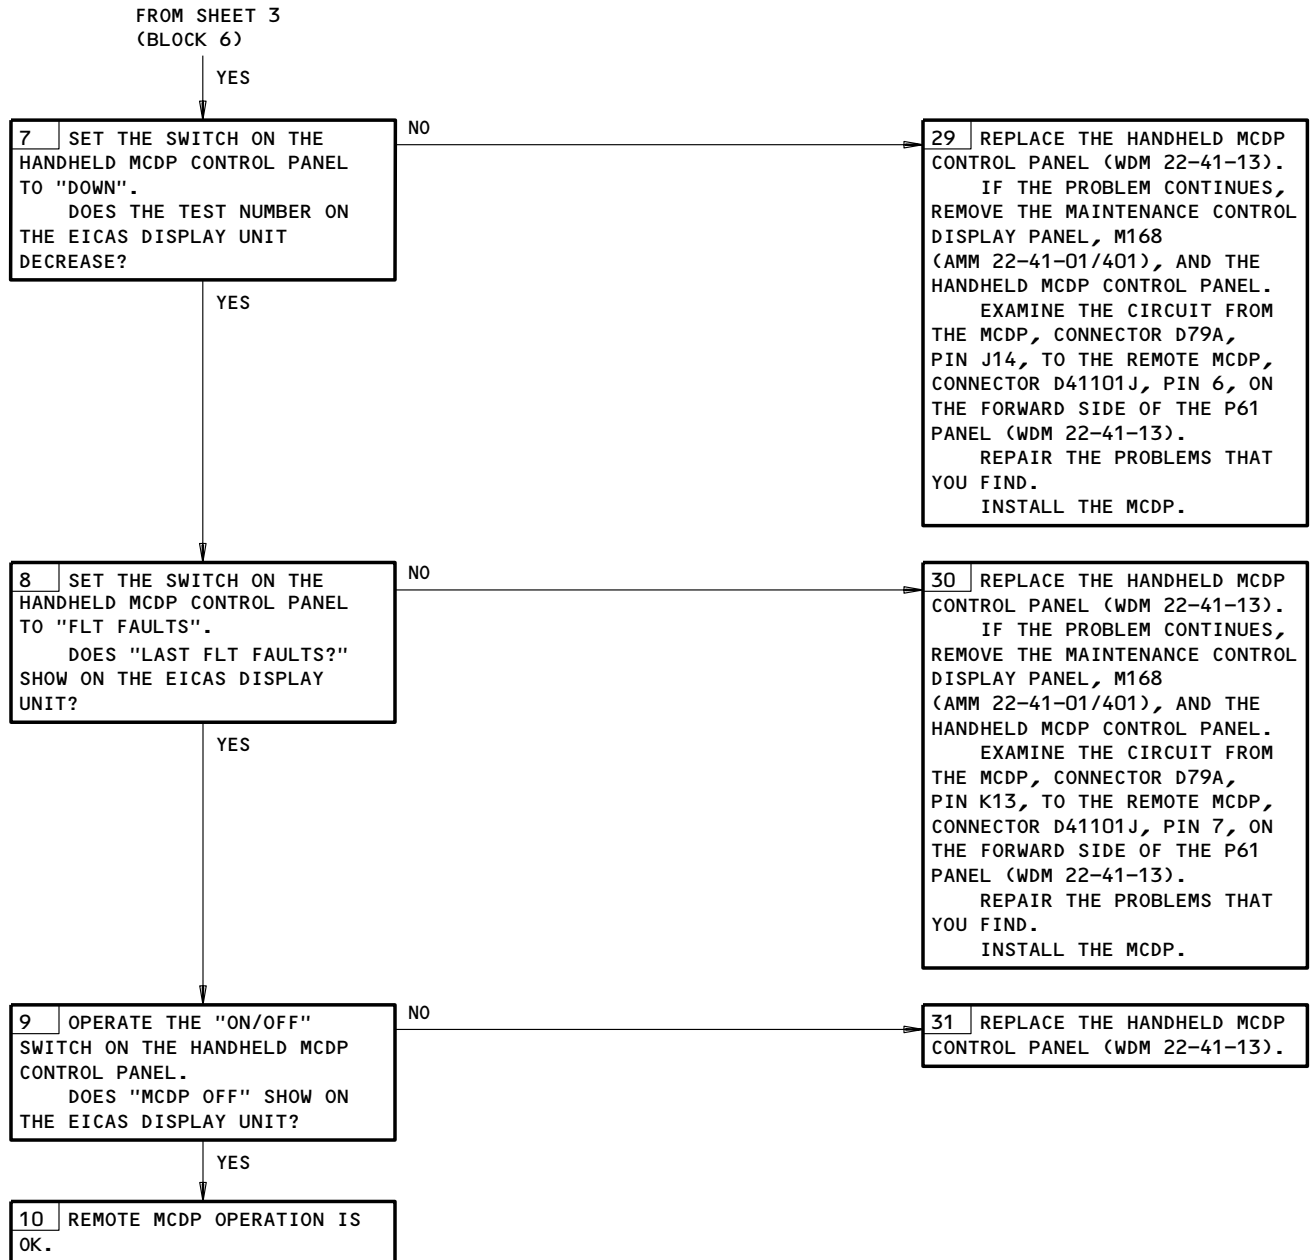 FROM SHEET 3
(BLOCK 6)
YES
7 SET THE SWITCH ON THE
HANDHELD MCDP CONTROL PANEL
TO "DOWN".
DOES THE TEST NUMBER ON
THE EICAS DISPLAY UNIT
DECREASE?
NO
29 REPLACE THE HANDHELD MCDP
CONTROL PANEL (WDM 22-41-13).
IF THE PROBLEM CONTINUES,
REMOVE THE MAINTENANCE CONTROL
DISPLAY PANEL, M168
(AMM 22-41-01/401), AND THE
HANDHELD MCDP CONTROL PANEL.
EXAMINE THE CIRCUIT FROM
THE MCDP, CONNECTOR D79A,
PIN J14, TO THE REMOTE MCDP,
CONNECTOR D41101J, PIN 6, ON
THE FORWARD SIDE OF THE P61
PANEL (WDM 22-41-13).
REPAIR THE PROBLEMS THAT
YOU FIND.
INSTALL THE MCDP.
YES
8 SET THE SWITCH ON THE
HANDHELD MCDP CONTROL PANEL
TO "FLT FAULTS".
DOES "LAST FLT FAULTS?"
SHOW ON THE EICAS DISPLAY
UNIT?
NO
30 REPLACE THE HANDHELD MCDP
CONTROL PANEL (WDM 22-41-13).
IF THE PROBLEM CONTINUES,
REMOVE THE MAINTENANCE CONTROL
DISPLAY PANEL, M168
(AMM 22-41-01/401), AND THE
HANDHELD MCDP CONTROL PANEL.
EXAMINE THE CIRCUIT FROM
THE MCDP, CONNECTOR D79A,
PIN K13, TO THE REMOTE MCDP,
CONNECTOR D41101J, PIN 7, ON
THE FORWARD SIDE OF THE P61
PANEL (WDM 22-41-13).
REPAIR THE PROBLEMS THAT
YOU FIND.
INSTALL THE MCDP.
YES
9 OPERATE THE "ON/OFF"
SWITCH ON THE HANDHELD MCDP
CONTROL PANEL.
DOES "MCDP OFF" SHOW ON
THE EICAS DISPLAY UNIT?
NO
31 REPLACE THE HANDHELD MCDP
CONTROL PANEL (WDM 22-41-13).
YES
10 REMOTE MCDP OPERATION IS
OK.